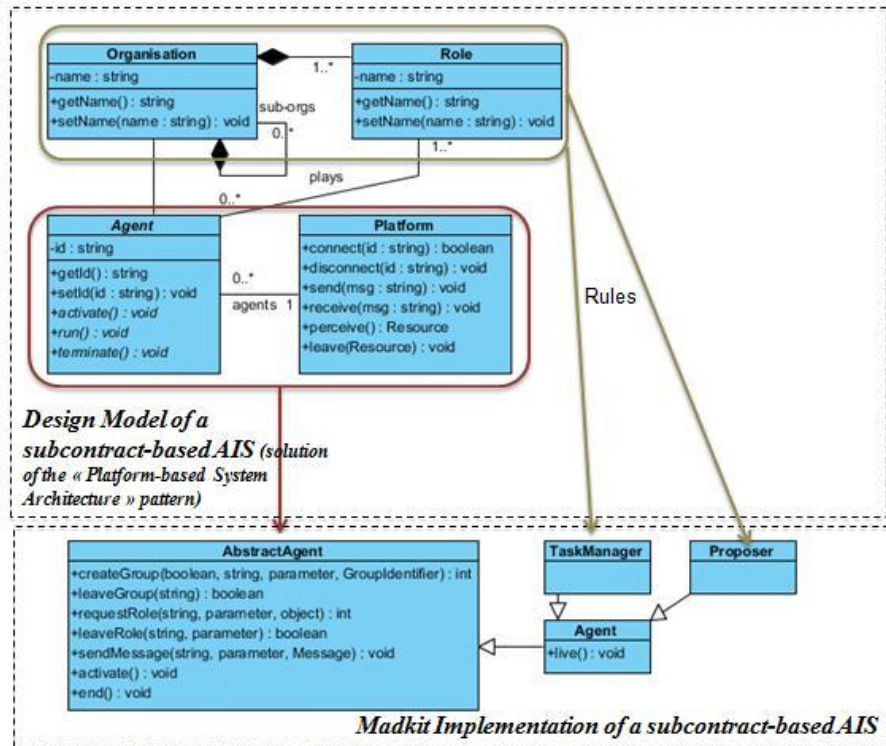 Organisation
-name : string
+getName() : string
+setName(name : string) : void
1..*
Role
-name : string
+getName() : string
+setName(name : string) : void
sub-orgs
0..*
1..*
plays
0..*
Agent
-id : string
+getId() : string
+setId(id : string) : void
+activate() : void
+run() : void
+terminate() : void
0..*
agents 1
Platform
+connect(id : string) : boolean
+disconnect(id : string) : void
+send(msg : string) : void
+receive(msg : string) : void
+perceive() : Resource
+leave(Resource) : void
Rules
Design Model of a
subcontract-based AIS (solution
of the « Platform-based System
Architecture » pattern)
AbstractAgent
+createGroup(boolean, string, parameter, GroupIdentifier) : int
+leaveGroup(string) : boolean
+requestRole(string, parameter, object) : int
+leaveRole(string, parameter) : boolean
+sendMessage(string, parameter, Message) : void
+activate() : void
+end() : void
TaskManager
Proposer
Agent
+live() : void
Madkit Implementation of a subcontract-based AIS